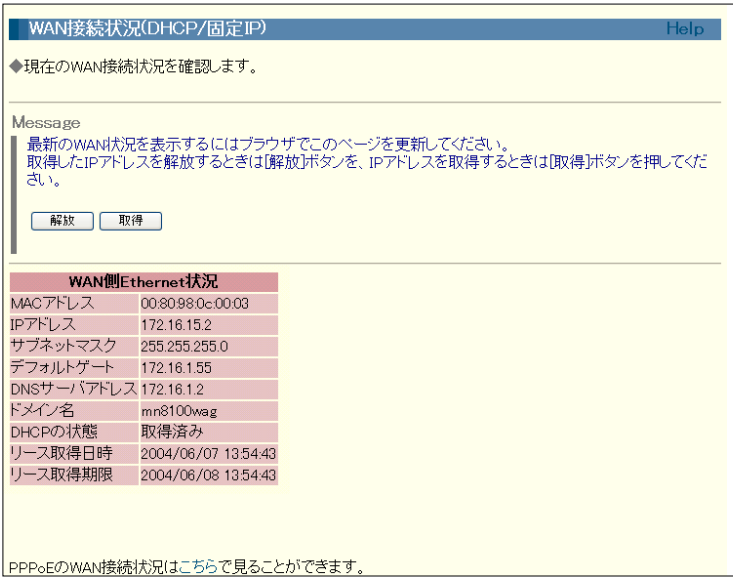 WAN接続状況(DHCP/固定IP) Help
◆現在のWAN接続状況を確認します。
Message
最新のWAN状況を表示するにはブラウザでこのページを更新してください。
取得したIPアドレスを解放するときは[解放]ボタンを、IPアドレスを取得するときは[取得]ボタンを押してくだ
さい。
解放 取得
WAN側Ethernet状況
MACアドレス 00:80:98:0c:00:03
IPアドレス 172.16.15.2
サブネットマスク 255.255.255.0
デフォルトゲート 172.16.1.55
DNSサーバアドレス 172.16.1.2
ドメイン名 mn8100wag
DHCPの状態 取得済み
リース取得日時 2004/06/07 13:54:43
リース取得期限 2004/06/08 13:54:43
PPPoEのWAN接続状況はこちらで見ることができます。